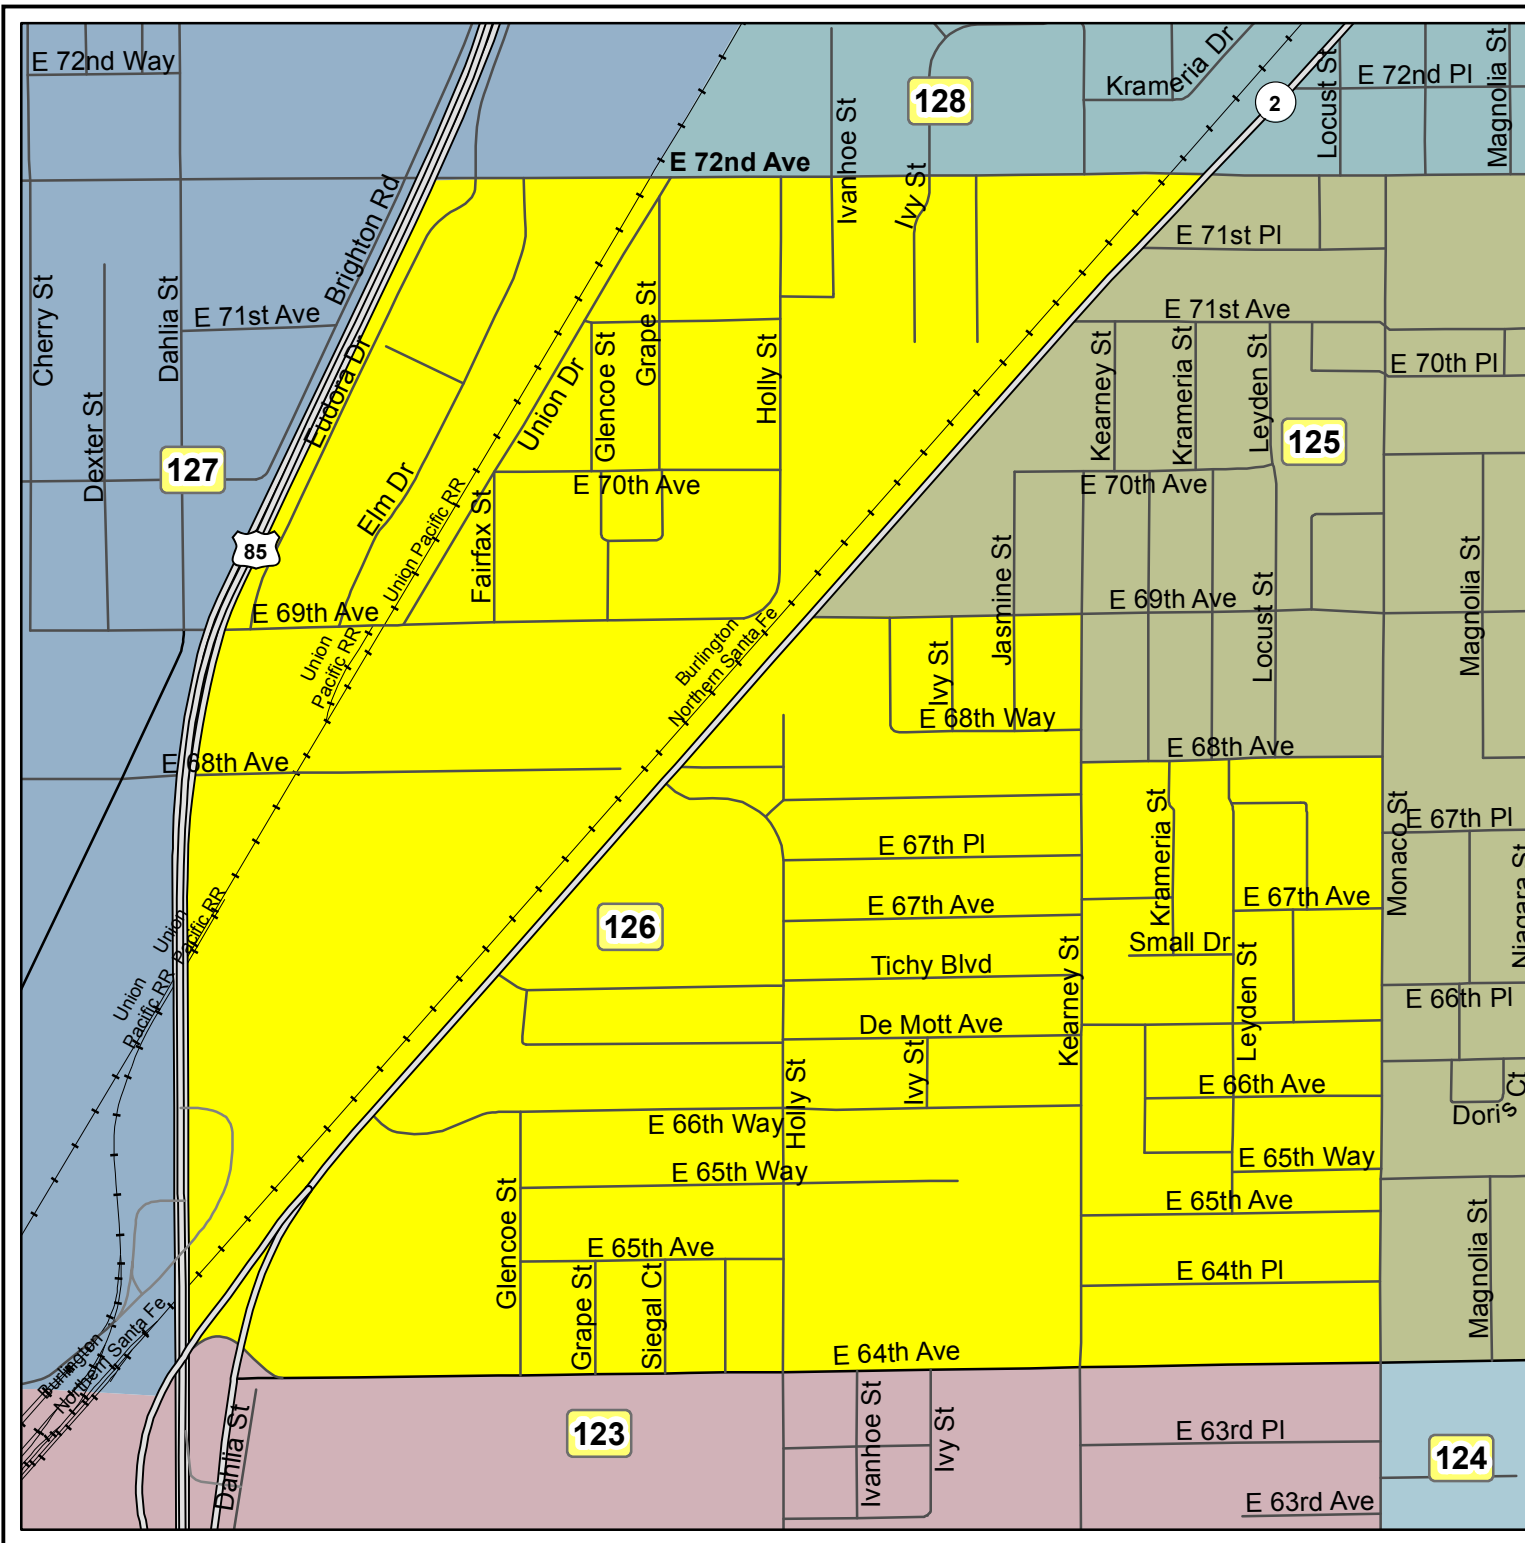 E 72nd Way
Krameria Dr
Locust St
E 72nd Pl
Magnolia St
128
2
Ivanhoe St
E 72nd Ave
Ivy St
Brighton Rd
E 71st Pl
Cherry St
Dahlia St
E 71st Ave
Grape St
E 71st Ave
Eudora Dr
Glencoe St
Holly St
Kearney St
Krameria St
Leyden St
E 70th Pl
Union Dr
Dexter St
127
125
Elm Dr
Union Pacific RR
Fairfax St
E 70th Ave
E 70th Ave
85
Jasmine St
Locust St
Magnolia St
E 69th Ave
E 69th Ave
Union
Pacific RR
Burlington
Northern Santa Fe
Ivy St
E 68th Way
E 68th Ave
E 68th Ave
Krameria St
Monaco St
E 67th Pl
E 67th Pl
Niagara St
Union
Pacific RR
126
E 67th Ave
E 67th Ave
Small Dr
Tichy Blvd
Kearney St
Leyden St
Union
Pacific RR
E 66th Pl
De Mott Ave
Ivy St
Holly St
E 66th Ave
Doris Ct
E 66th Way
E 65th Way
E 65th Way
Glencoe St
E 65th Ave
Magnolia St
E 65th Ave
Grape St
Siegal Ct
E 64th Pl
Burlington
Northern Santa Fe
E 64th Ave
Dahlia St
123
Ivanhoe St
Ivy St
E 63rd Pl
124
E 63rd Ave